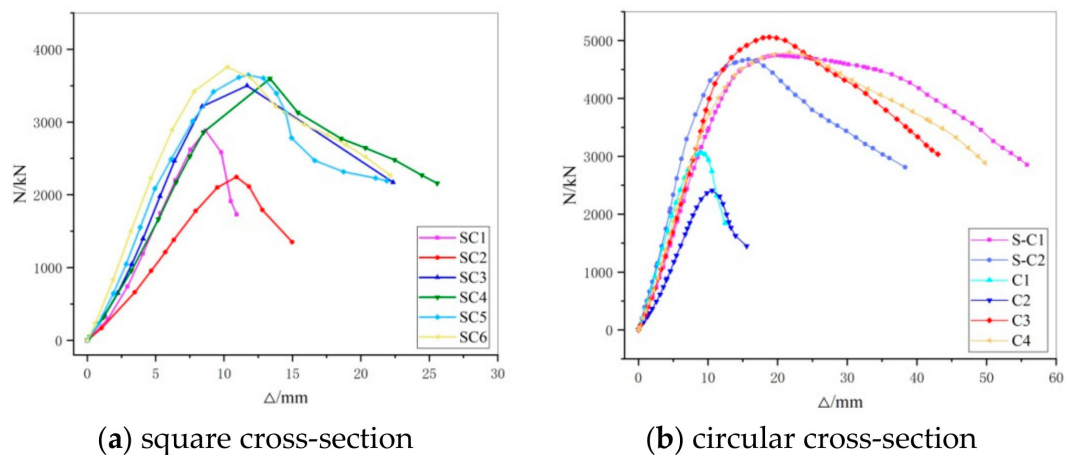 4000
3000
2000
1000
0
N/kN
0 5 10 15 20 25 30
△/mm
SC1
SC2
SC3
SC4
SC5
SC6
(a) square cross-section
5000
4000
3000
2000
1000
0
N/kN
0 10 20 30 40 50 60
△/mm
S-C1
S-C2
C1
C2
C3
C4
(b) circular cross-section